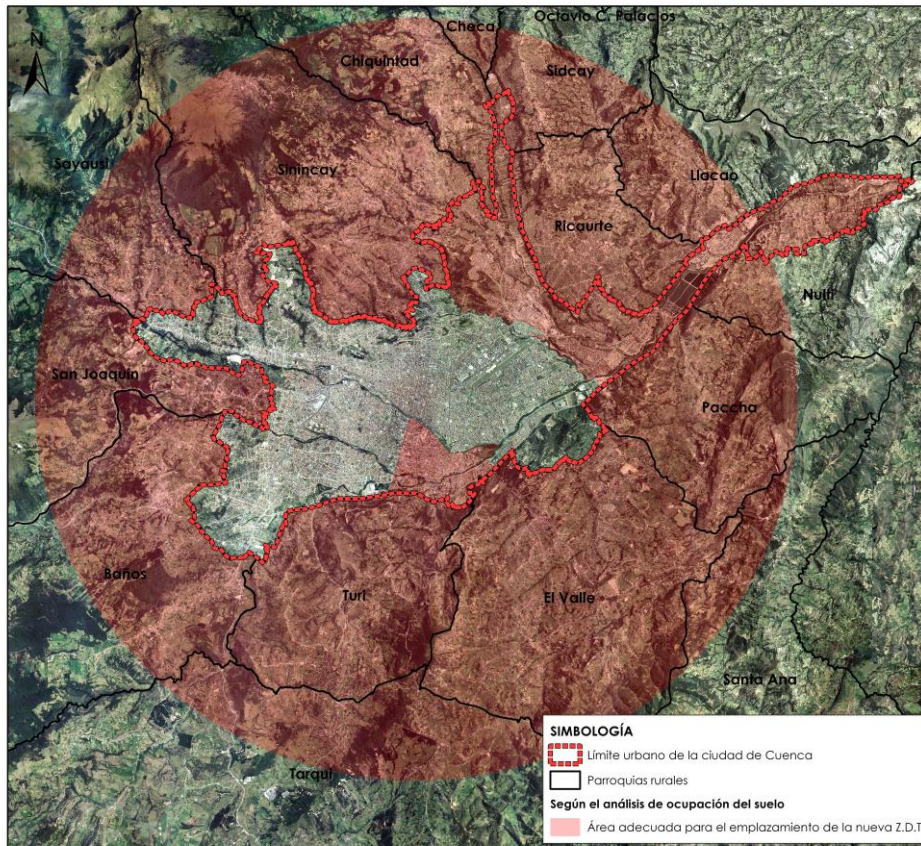 Octavio C. Palacios
Checa
N
Chiquintad
Sidcay
Sayausí
Sinincay
Llacao
Ricaurte
Nulti
San Joaquín
Paccha
Baños
Turi
El Valle
Santa Ana
Tarqui
SIMBOLOGÍA
Límite urbano de la ciudad de Cuenca
Parroquias rurales
Según el análisis de ocupación del suelo
Área adecuada para el emplazamiento de la nueva Z.D.T